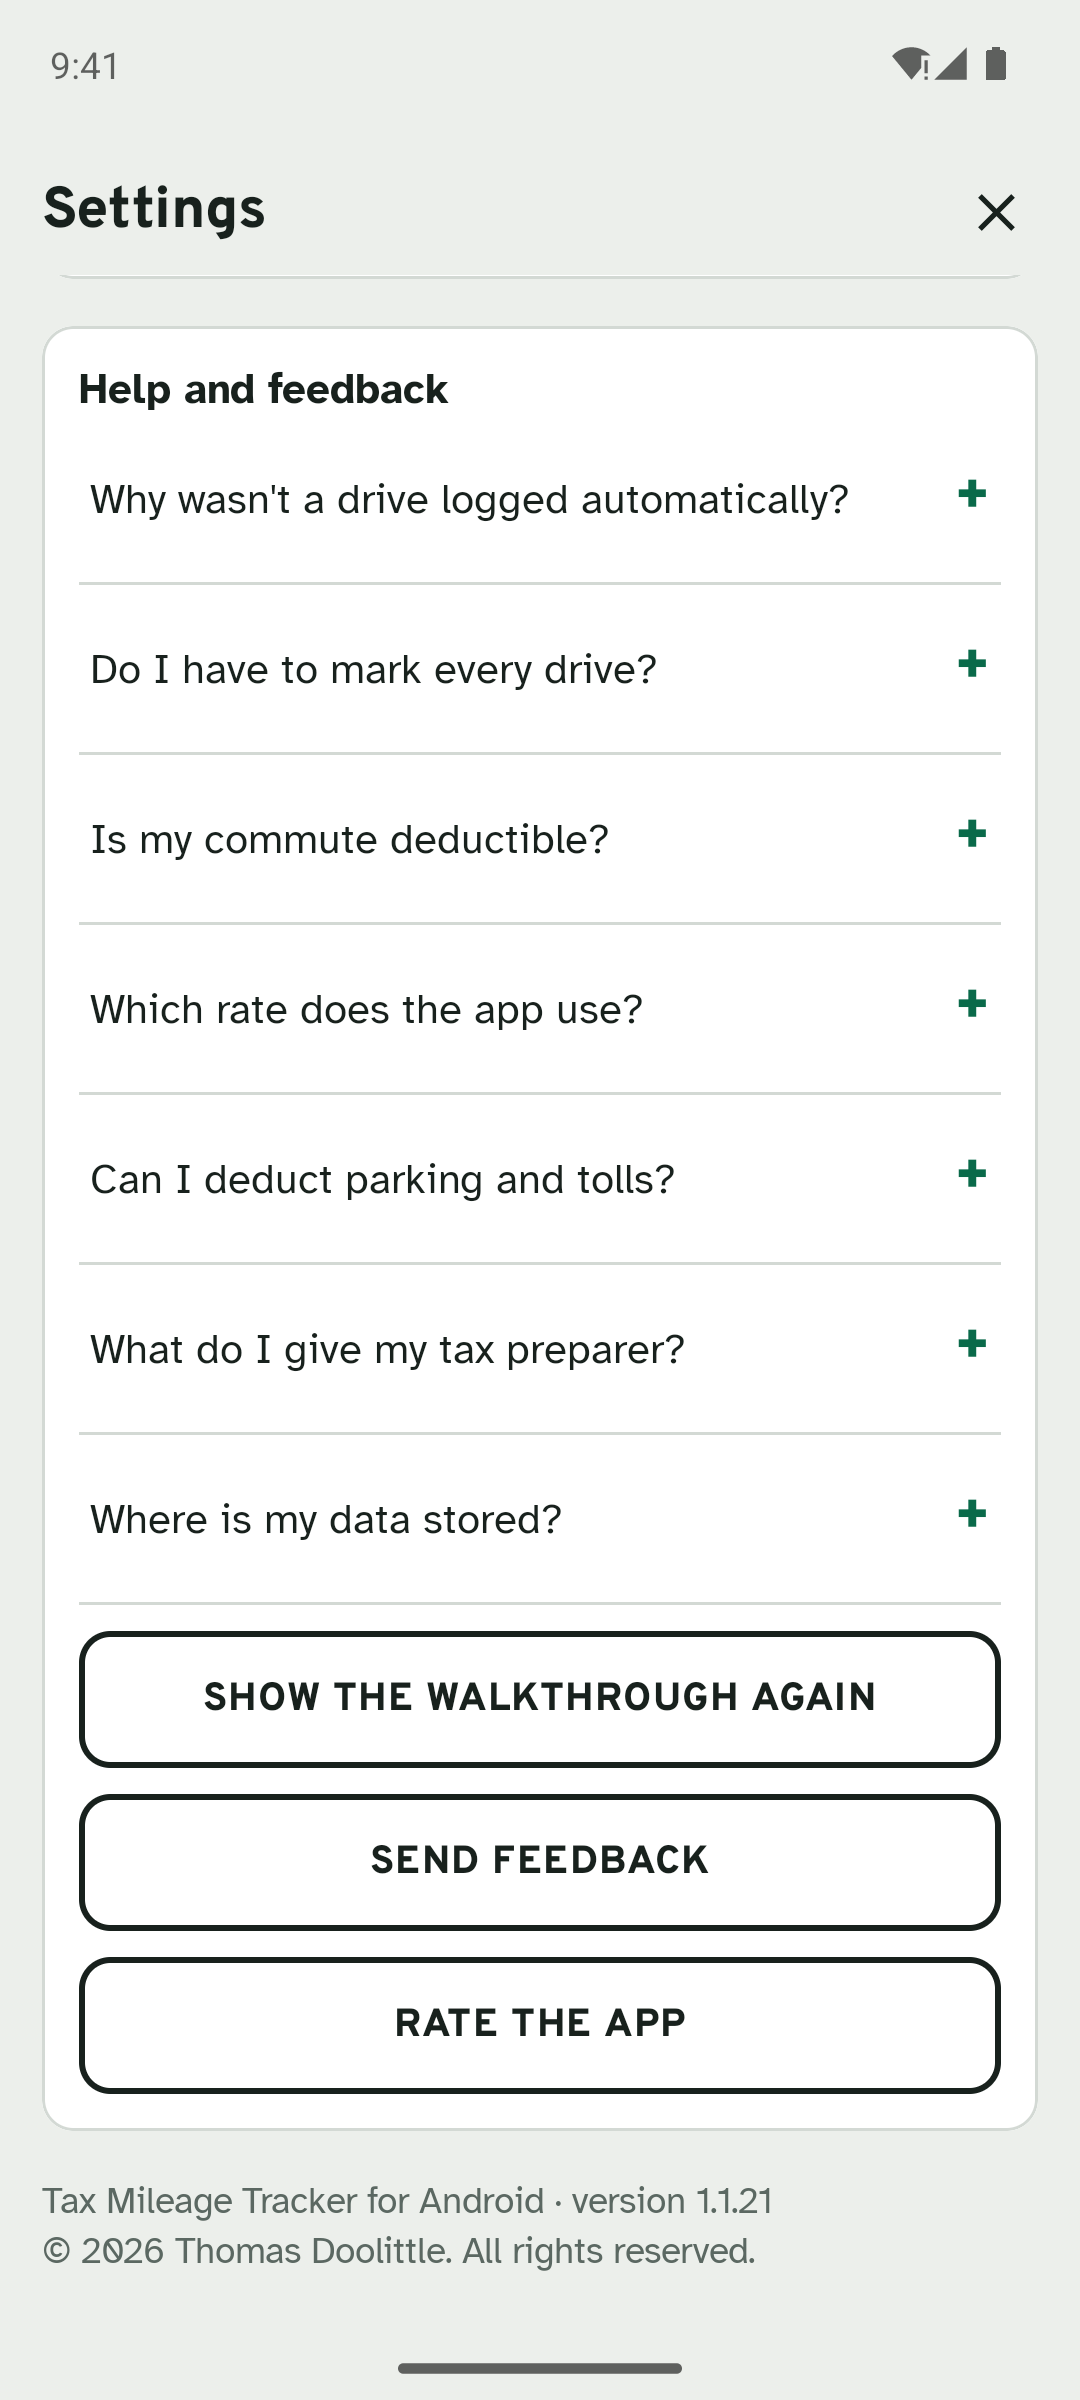 9:41
Settings
Help and feedback
Why wasn't a drive logged automatically?
Do I have to mark every drive?
Is my commute deductible?
Which rate does the app use?
Can I deduct parking and tolls?
What do I give my tax preparer?
Where is my data stored?
SHOW THE WALKTHROUGH AGAIN
SEND FEEDBACK
RATE THE APP
Tax Mileage Tracker for Android · version 1.1.21
© 2026 Thomas Doolittle. All rights reserved.